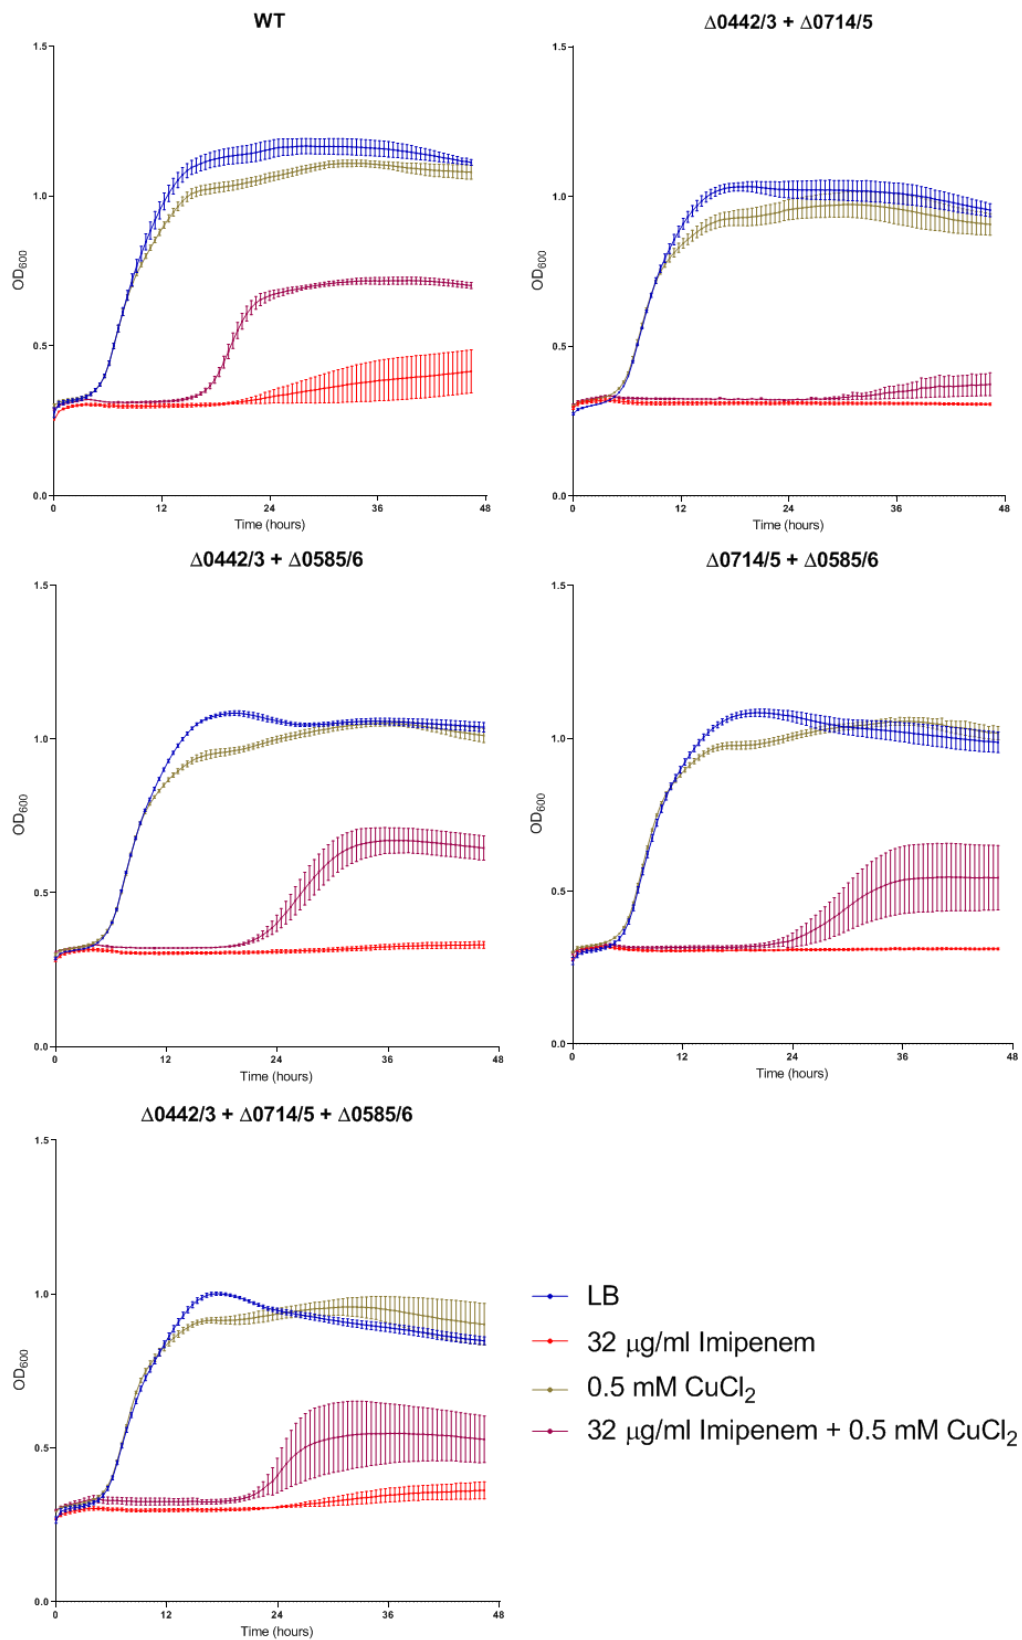 WT
1.5
1.0
0.5
0.0
OD600
0 12 24 36 48
Time (hours)
Δ0442/3 + Δ0714/5
1.5
1.0
0.5
0.0
OD600
0 12 24 36 48
Time (hours)
Δ0442/3 + Δ0585/6
1.5
1.0
0.5
0.0
OD600
0 12 24 36 48
Time (hours)
Δ0714/5 + Δ0585/6
1.5
1.0
0.5
0.0
OD600
0 12 24 36 48
Time (hours)
Δ0442/3 + Δ0714/5 + Δ0585/6
1.5
1.0
0.5
0.0
OD600
0 12 24 36 48
Time (hours)
LB
32 μg/ml Imipenem
0.5 mM CuCl2
32 μg/ml Imipenem + 0.5 mM CuCl2